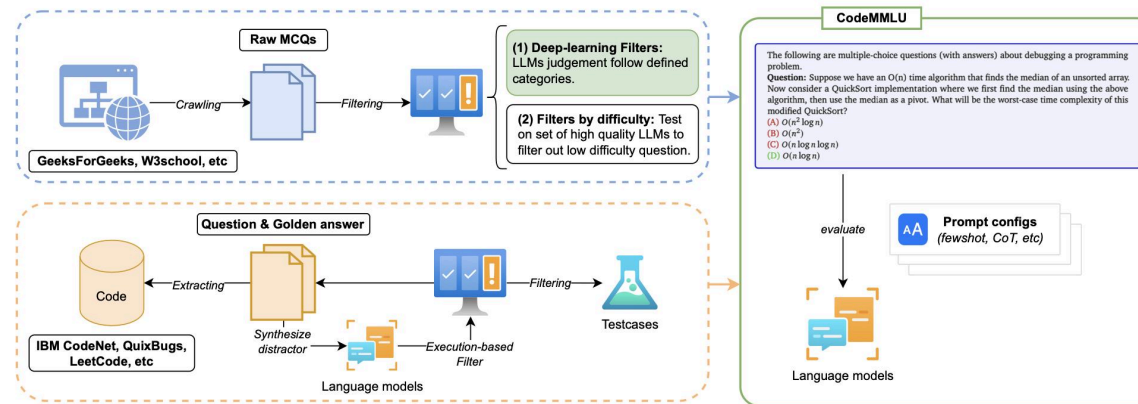 Raw MCQs
Crawling
Filtering
GeeksForGeeks, W3school, etc
(1) Deep-learning Filters:
LLMs judgement follow defined
categories.
(2) Filters by difficulty: Test
on set of high quality LLMs to
filter out low difficulty question.
Question & Golden answer
Code
Extracting
IBM CodeNet, QuixBugs,
LeetCode, etc
Synthesize
distractor
Language models
Execution-based
Filter
Filtering
Testcases
CodeMMLU
The following are multiple-choice questions (with answers) about debugging a programming
problem.
Question: Suppose we have an O(n) time algorithm that finds the median of an unsorted array.
Now consider a QuickSort implementation where we first find the median using the above
algorithm, then use the median as a pivot. What will be the worst-case time complexity of this
modified QuickSort?
(A) O(n² log n)
(B) O(n²)
(C) O(n log n log n)
(D) O(n log n)
evaluate
AA
Prompt configs
(fewshot, CoT, etc)
Language models